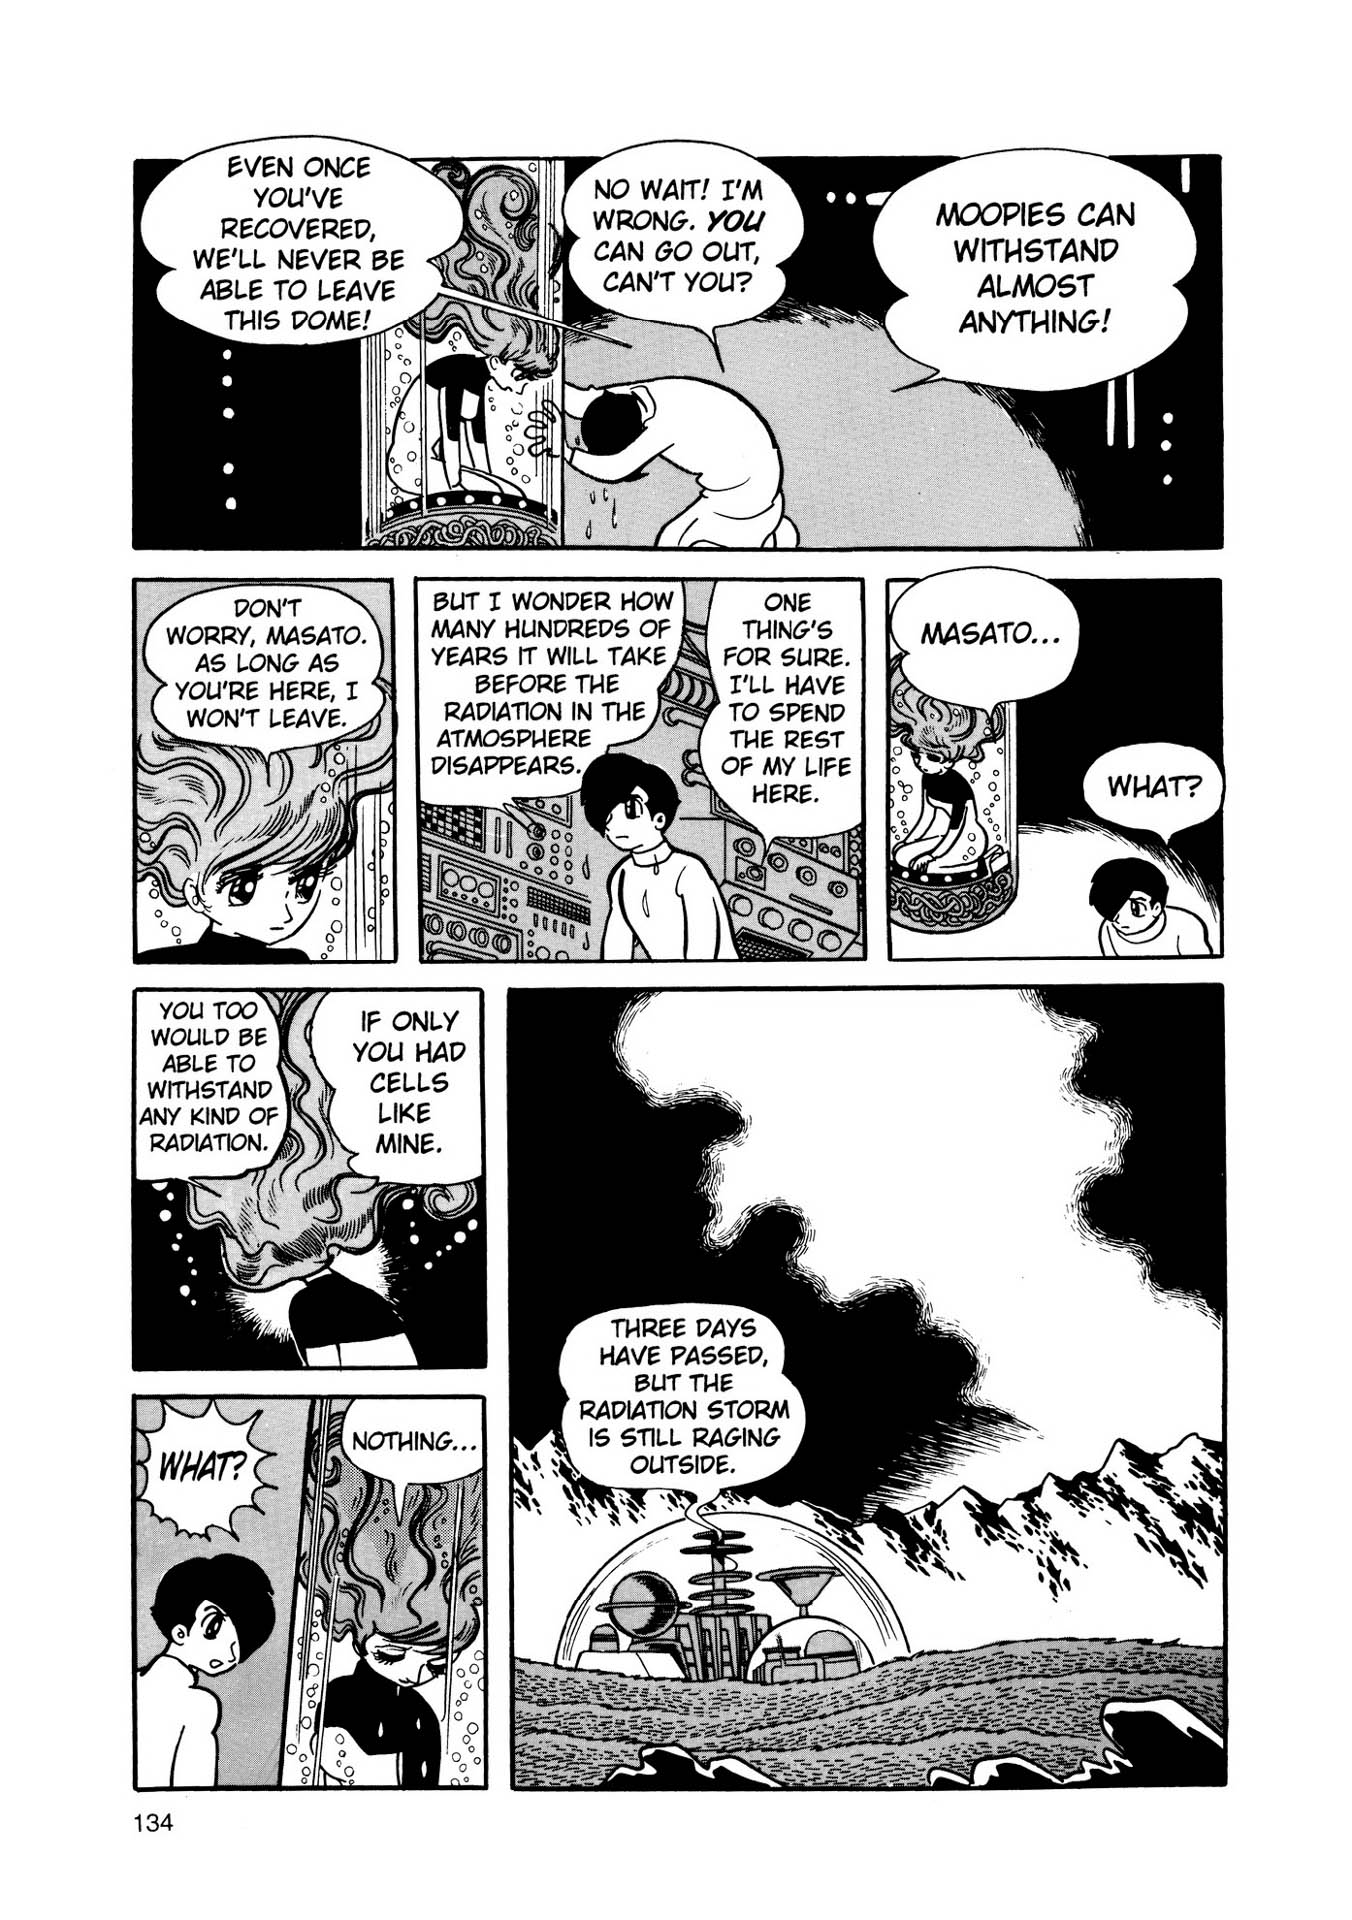 EVEN ONCE
YOU'VE
RECOVERED,
WE'LL NEVER BE
ABLE TO LEAVE
THIS DOME!
NO WAIT! I'M
WRONG. YOU
CAN GO OUT,
CAN'T YOU?
MOOPIES CAN
WITHSTAND
ALMOST
ANYTHING!
DON'T
WORRY, MASATO.
AS LONG AS
YOU'RE HERE, I
WON'T LEAVE.
BUT I WONDER HOW
MANY HUNDREDS OF
YEARS IT WILL TAKE
BEFORE THE
RADIATION IN THE
ATMOSPHERE
DISAPPEARS.
ONE
THING'S
FOR SURE.
I'LL HAVE
TO SPEND
THE REST
OF MY LIFE
HERE.
MASATO...
WHAT?
YOU TOO
WOULD BE
ABLE TO
WITHSTAND
ANY KIND OF
RADIATION.
IF ONLY
YOU HAD
CELLS
LIKE
MINE.
WHAT?
NOTHING...
THREE DAYS
HAVE PASSED,
BUT THE
RADIATION STORM
IS STILL RAGING
OUTSIDE.
134